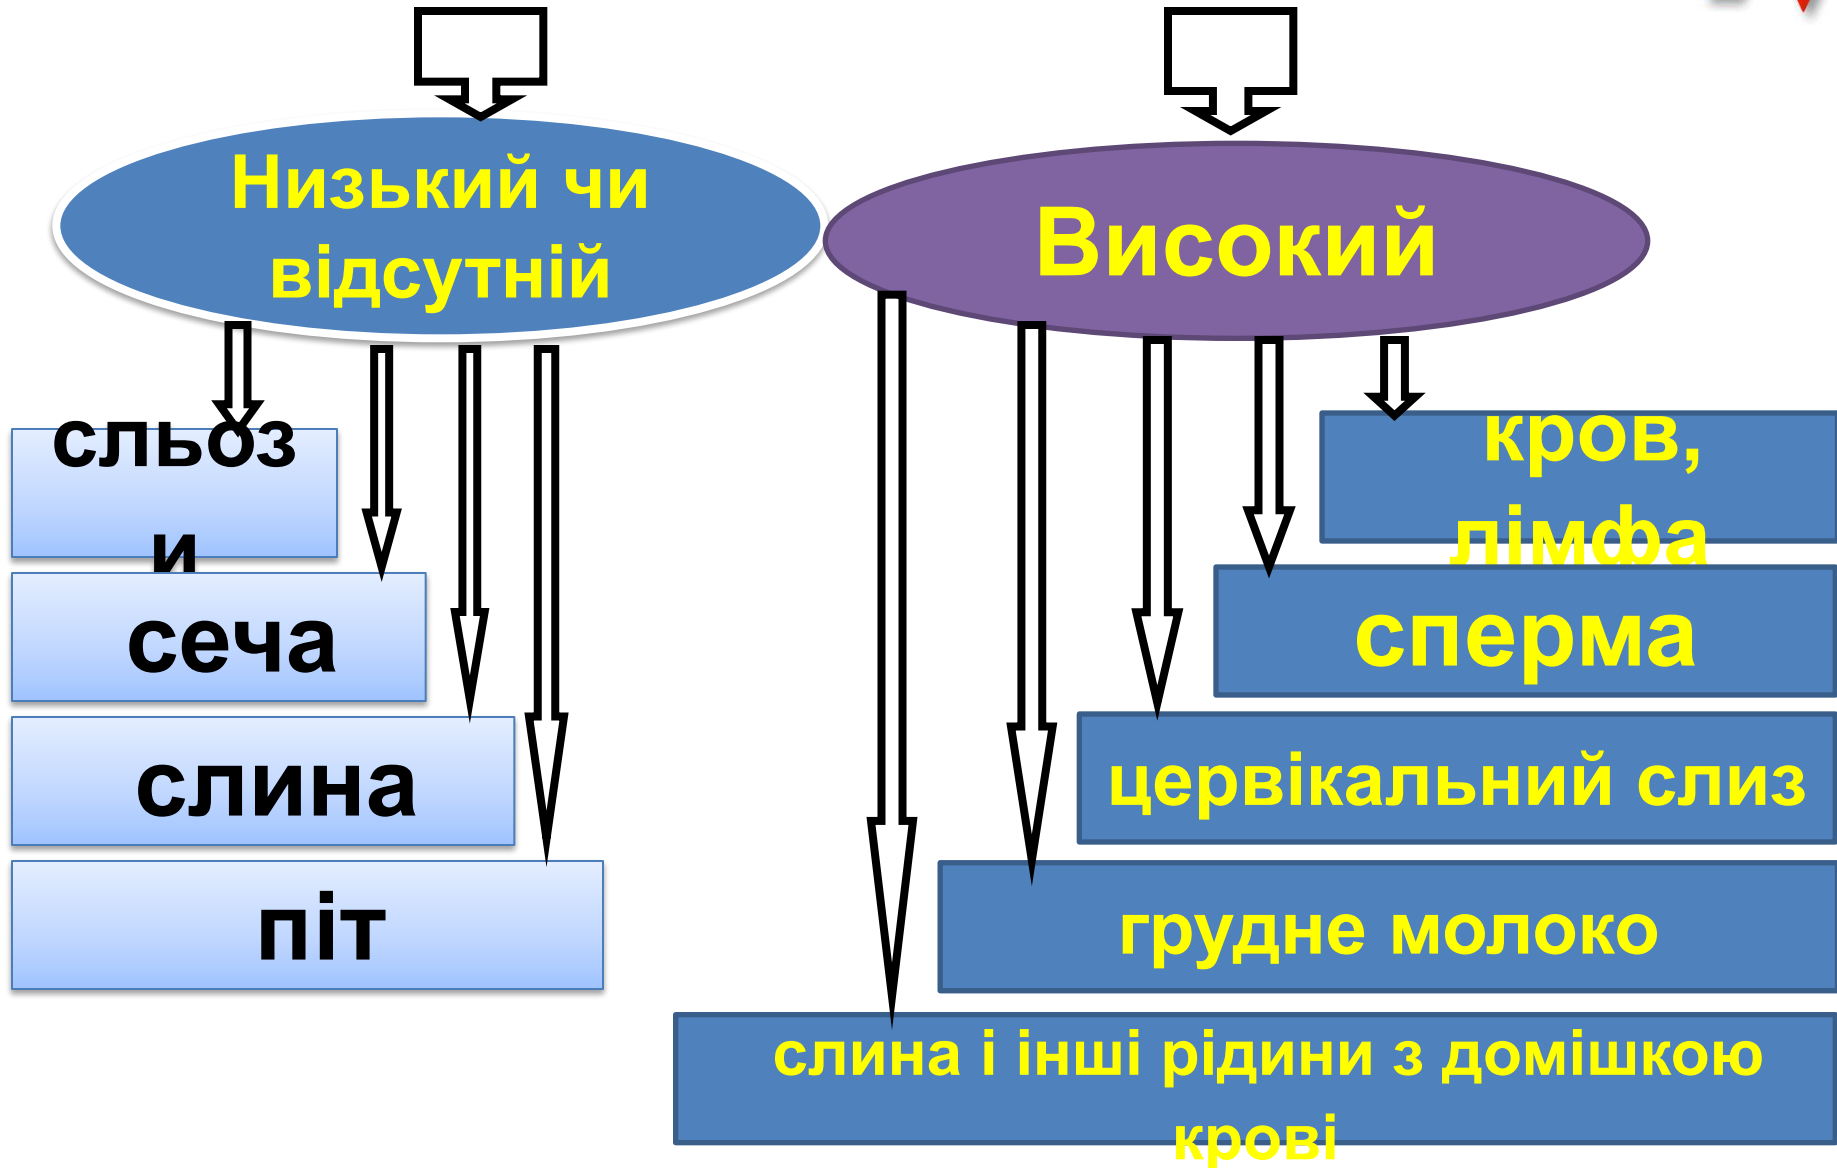 Низький чи
відсутній
Високий
сльоз
и
сеча
слина
піт
кров,
лімфа
сперма
цервікальний слиз
грудне молоко
слина і інші рідини з домішкою
крові